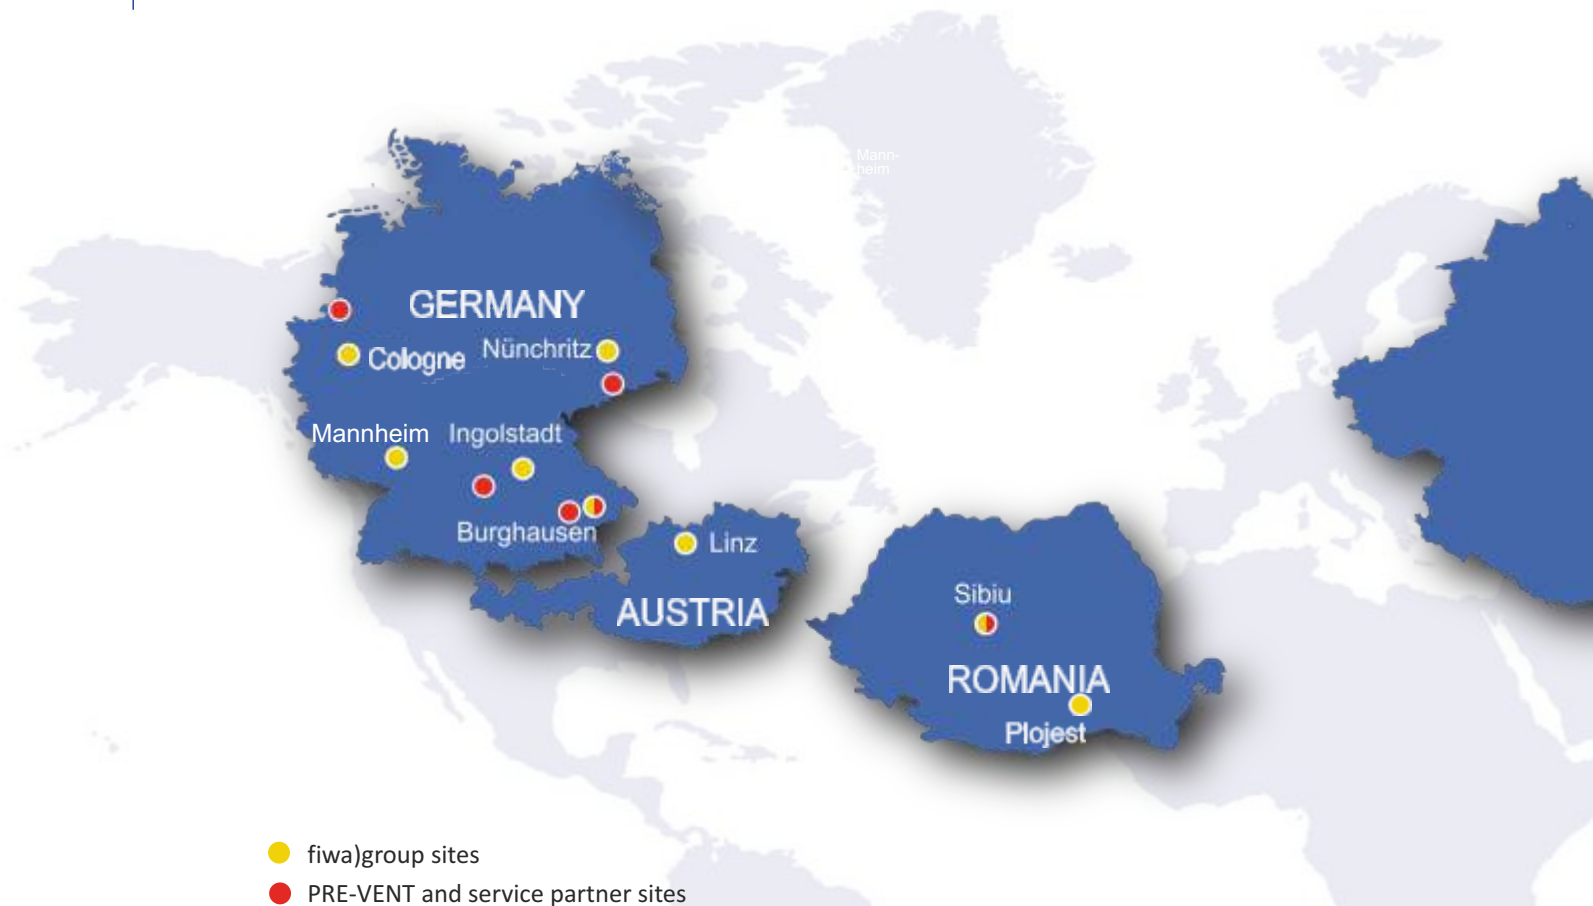 Mann-
heim
GERMANY
Nünchritz
Cologne
Mannheim
Ingolstadt
Burghausen
Linz
AUSTRIA
Sibiu
ROMANIA
Plojest
fiwa)group sites
PRE-VENT and service partner sites